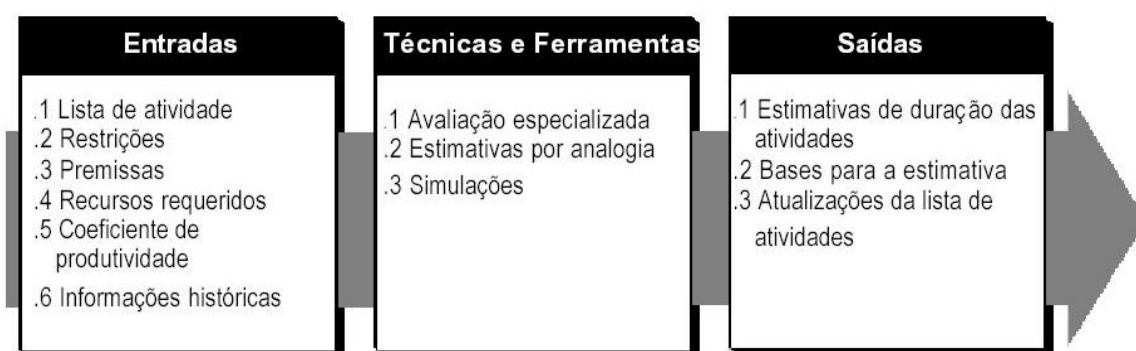 Entradas
.1 Lista de atividade
.2 Restrições
.3 Premissas
.4 Recursos requeridos
.5 Coeficiente de
produtividade
.6 Informações históricas
Técnicas e Ferramentas
.1 Avaliação especializada
.2 Estimativas por analogia
.3 Simulações
Saídas
.1 Estimativas de duração das
atividades
.2 Bases para a estimativa
.3 Atualizações da lista de
atividades